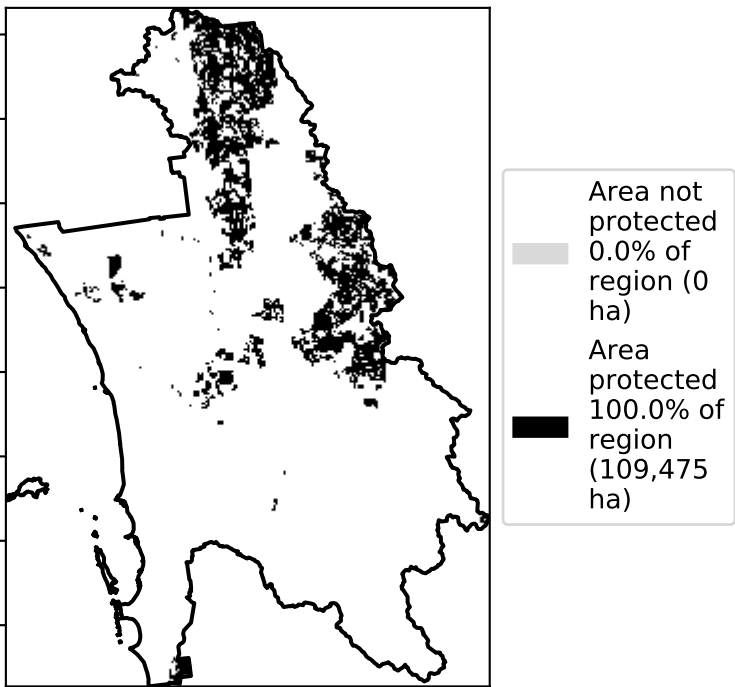 Area not
protected
0.0% of
region (0
ha)
Area
protected
100.0% of
region
(109,475
ha)